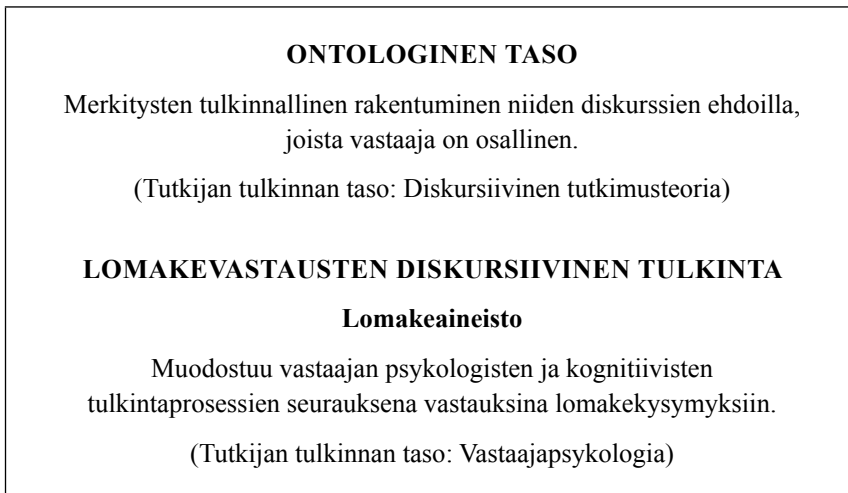 ONTOLOGINEN TASO
Merkitysten tulkinnallinen rakentuminen niiden diskurssien ehdoilla,
joista vastaaja on osallinen.
(Tutkijan tulkinnan taso: Diskursiivinen tutkimusteoria)
LOMAKEVASTAUSTEN DISKURSIIVINEN TULKINTA
Lomakeaineisto
Muodostuu vastaajan psykologisten ja kognitiivisten
tulkintaprosessien seurauksena vastauksina lomakekysymyksiin.
(Tutkijan tulkinnan taso: Vastaajapsykologia)